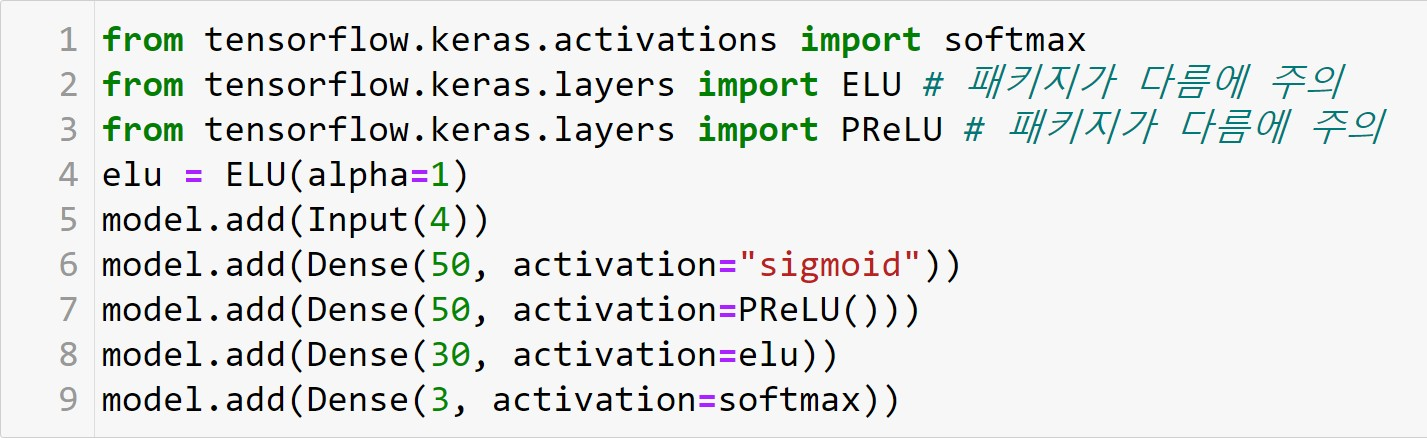 1 from tensorflow.keras.activations import softmax
2 from tensorflow.keras.layers import ELU # 패키지가 다름에 주의
3 from tensorflow.keras.layers import PReLU # 패키지가 다름에 주의
4 elu = ELU(alpha=1)
5 model.add(Input(4))
6 model.add(Dense(50, activation="sigmoid"))
7 model.add(Dense(50, activation=PReLU()))
8 model.add(Dense(30, activation=elu))
9 model.add(Dense(3, activation=softmax))